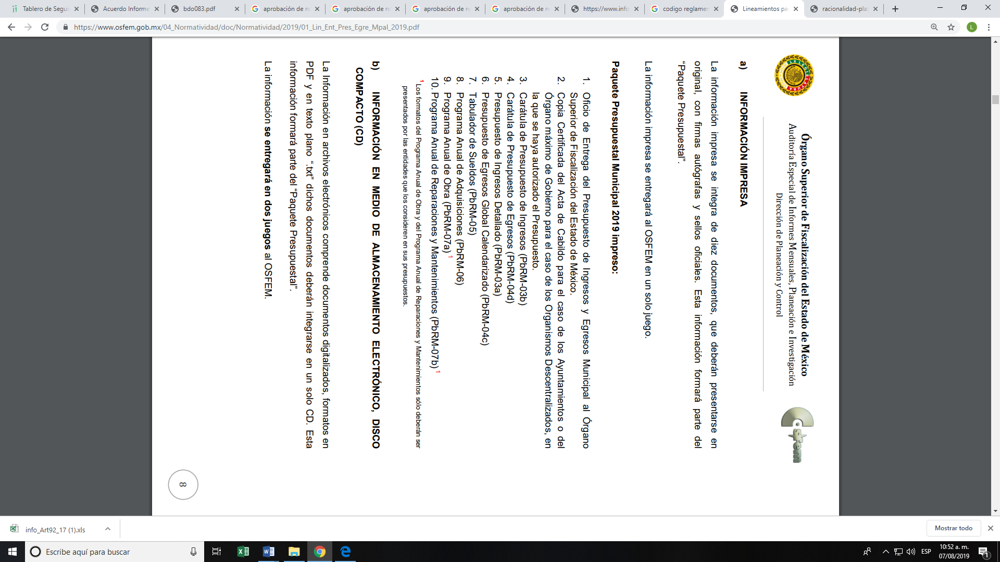 Tablero de Segui
Acuerdo Informe
bdo083.pdf
aprobación de no
aprobación de no
aprobación de no
aprobación de no
https://www.info
codigo reglamen
Lineamientos pa
racionalidad-pla
https://www.osfem.gob.mx/04_Normatividad/doc/Normatividad/2019/01_Lin_Ent_Pres_Egre_Mpal_2019.pdf
L
LX LEGISLATURA
Órgano Superior de Fiscalización del Estado de México
Auditoría Especial de Informes Mensuales, Planeación e Investigación
Dirección de Planeación y Control
osfem
a) INFORMACIÓN IMPRESA
La información impresa se integra de diez documentos, que deberán presentarse en
original, con firmas autógrafas y sellos oficiales. Esta información formará parte del
“Paquete Presupuestal”.
La información impresa se entregará al OSFEM en un solo juego.
Paquete Presupuestal Municipal 2019 impreso:
1. Oficio de Entrega del Presupuesto de Ingresos y Egresos Municipal al Órgano
Superior de Fiscalización del Estado de México.
2. Copia Certificada del Acta de Cabildo para el caso de los Ayuntamientos o del
Órgano máximo de Gobierno para el caso de los Organismos Descentralizados, en
la que se haya autorizado el Presupuesto.
3. Carátula de Presupuesto de Ingresos (PbRM-03b)
4. Carátula de Presupuesto de Egresos (PbRM-04d)
5. Presupuesto de Ingresos Detallado (PbRM-03a)
6. Presupuesto de Egresos Global Calendarizado (PbRM-04c)
7. Tabulador de Sueldos (PbRM-05)
8. Programa Anual de Adquisiciones (PbRM-06)
9. Programa Anual de Obra (PbRM-07a) 1
10. Programa Anual de Reparaciones y Mantenimientos (PbRM-07b) 1
1 Los formatos del Programa Anual de Obra y del Programa Anual de Reparaciones y Mantenimientos sólo deberán ser
presentados por las entidades que los consideren en sus presupuestos.
b) INFORMACIÓN EN MEDIO DE ALMACENAMIENTO ELECTRÓNICO, DISCO
COMPACTO (CD)
La Información en archivos electrónicos comprende documentos digitalizados, formatos en
PDF y en texto plano “.txt” dichos documentos deberán integrarse en un solo CD. Esta
información formará parte del “Paquete Presupuestal”.
La información se entregará en dos juegos al OSFEM.
8
info_Art92_17 (1).xls
Mostrar todo
Escribe aquí para buscar
ESP
10:52 a. m.
07/08/2019
1